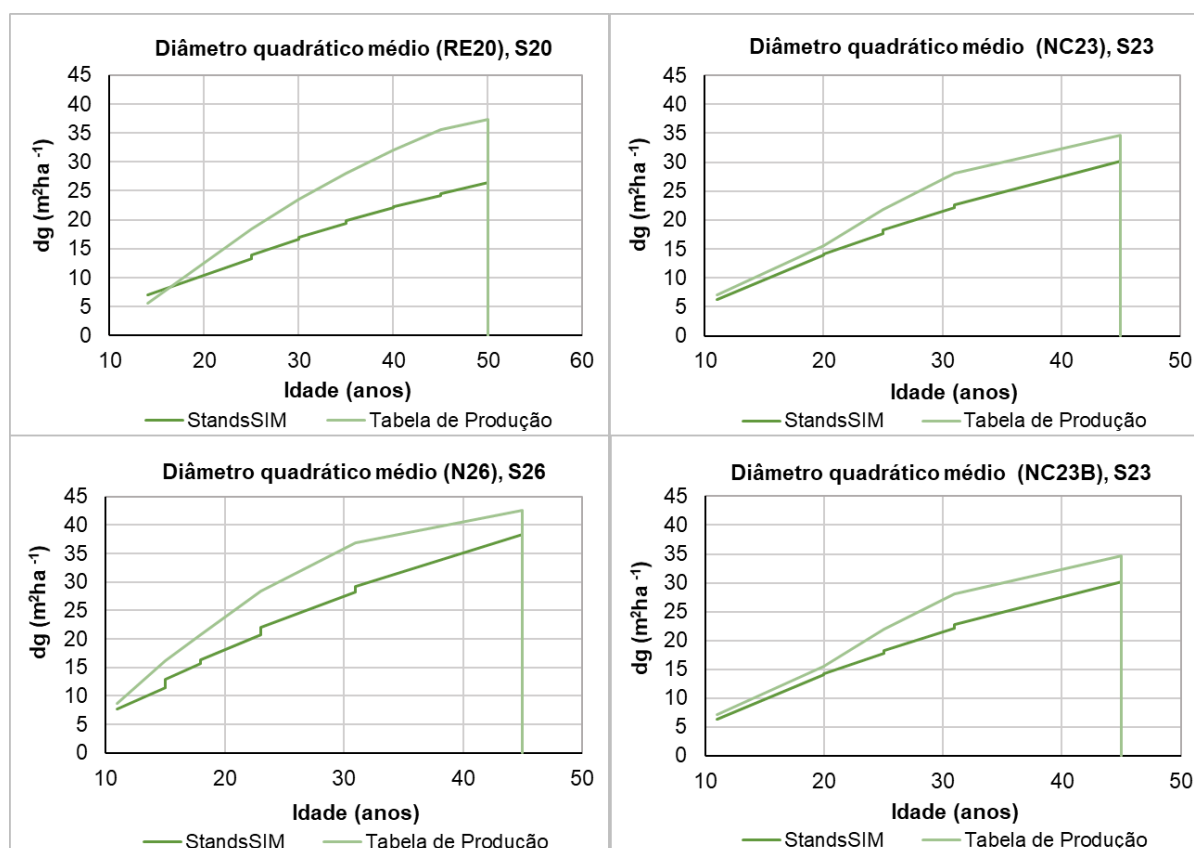 Diâmetro quadrático médio (RE20), S20
45
40
35
30
25
20
15
10
5
0
dg (m²ha ⁻¹)
10 20 30 40 50 60
Idade (anos)
StandsSIM Tabela de Produção
Diâmetro quadrático médio (NC23), S23
45
40
35
30
25
20
15
10
5
0
dg (m²ha ⁻¹)
10 20 30 40 50
Idade (anos)
StandsSIM Tabela de Produção
Diâmetro quadrático médio (N26), S26
45
40
35
30
25
20
15
10
5
0
dg (m²ha ⁻¹)
10 20 30 40 50
Idade (anos)
StandsSIM Tabela de Produção
Diâmetro quadrático médio (NC23B), S23
45
40
35
30
25
20
15
10
5
0
dg (m²ha ⁻¹)
10 20 30 40 50
Idade (anos)
StandsSIM Tabela de Produção